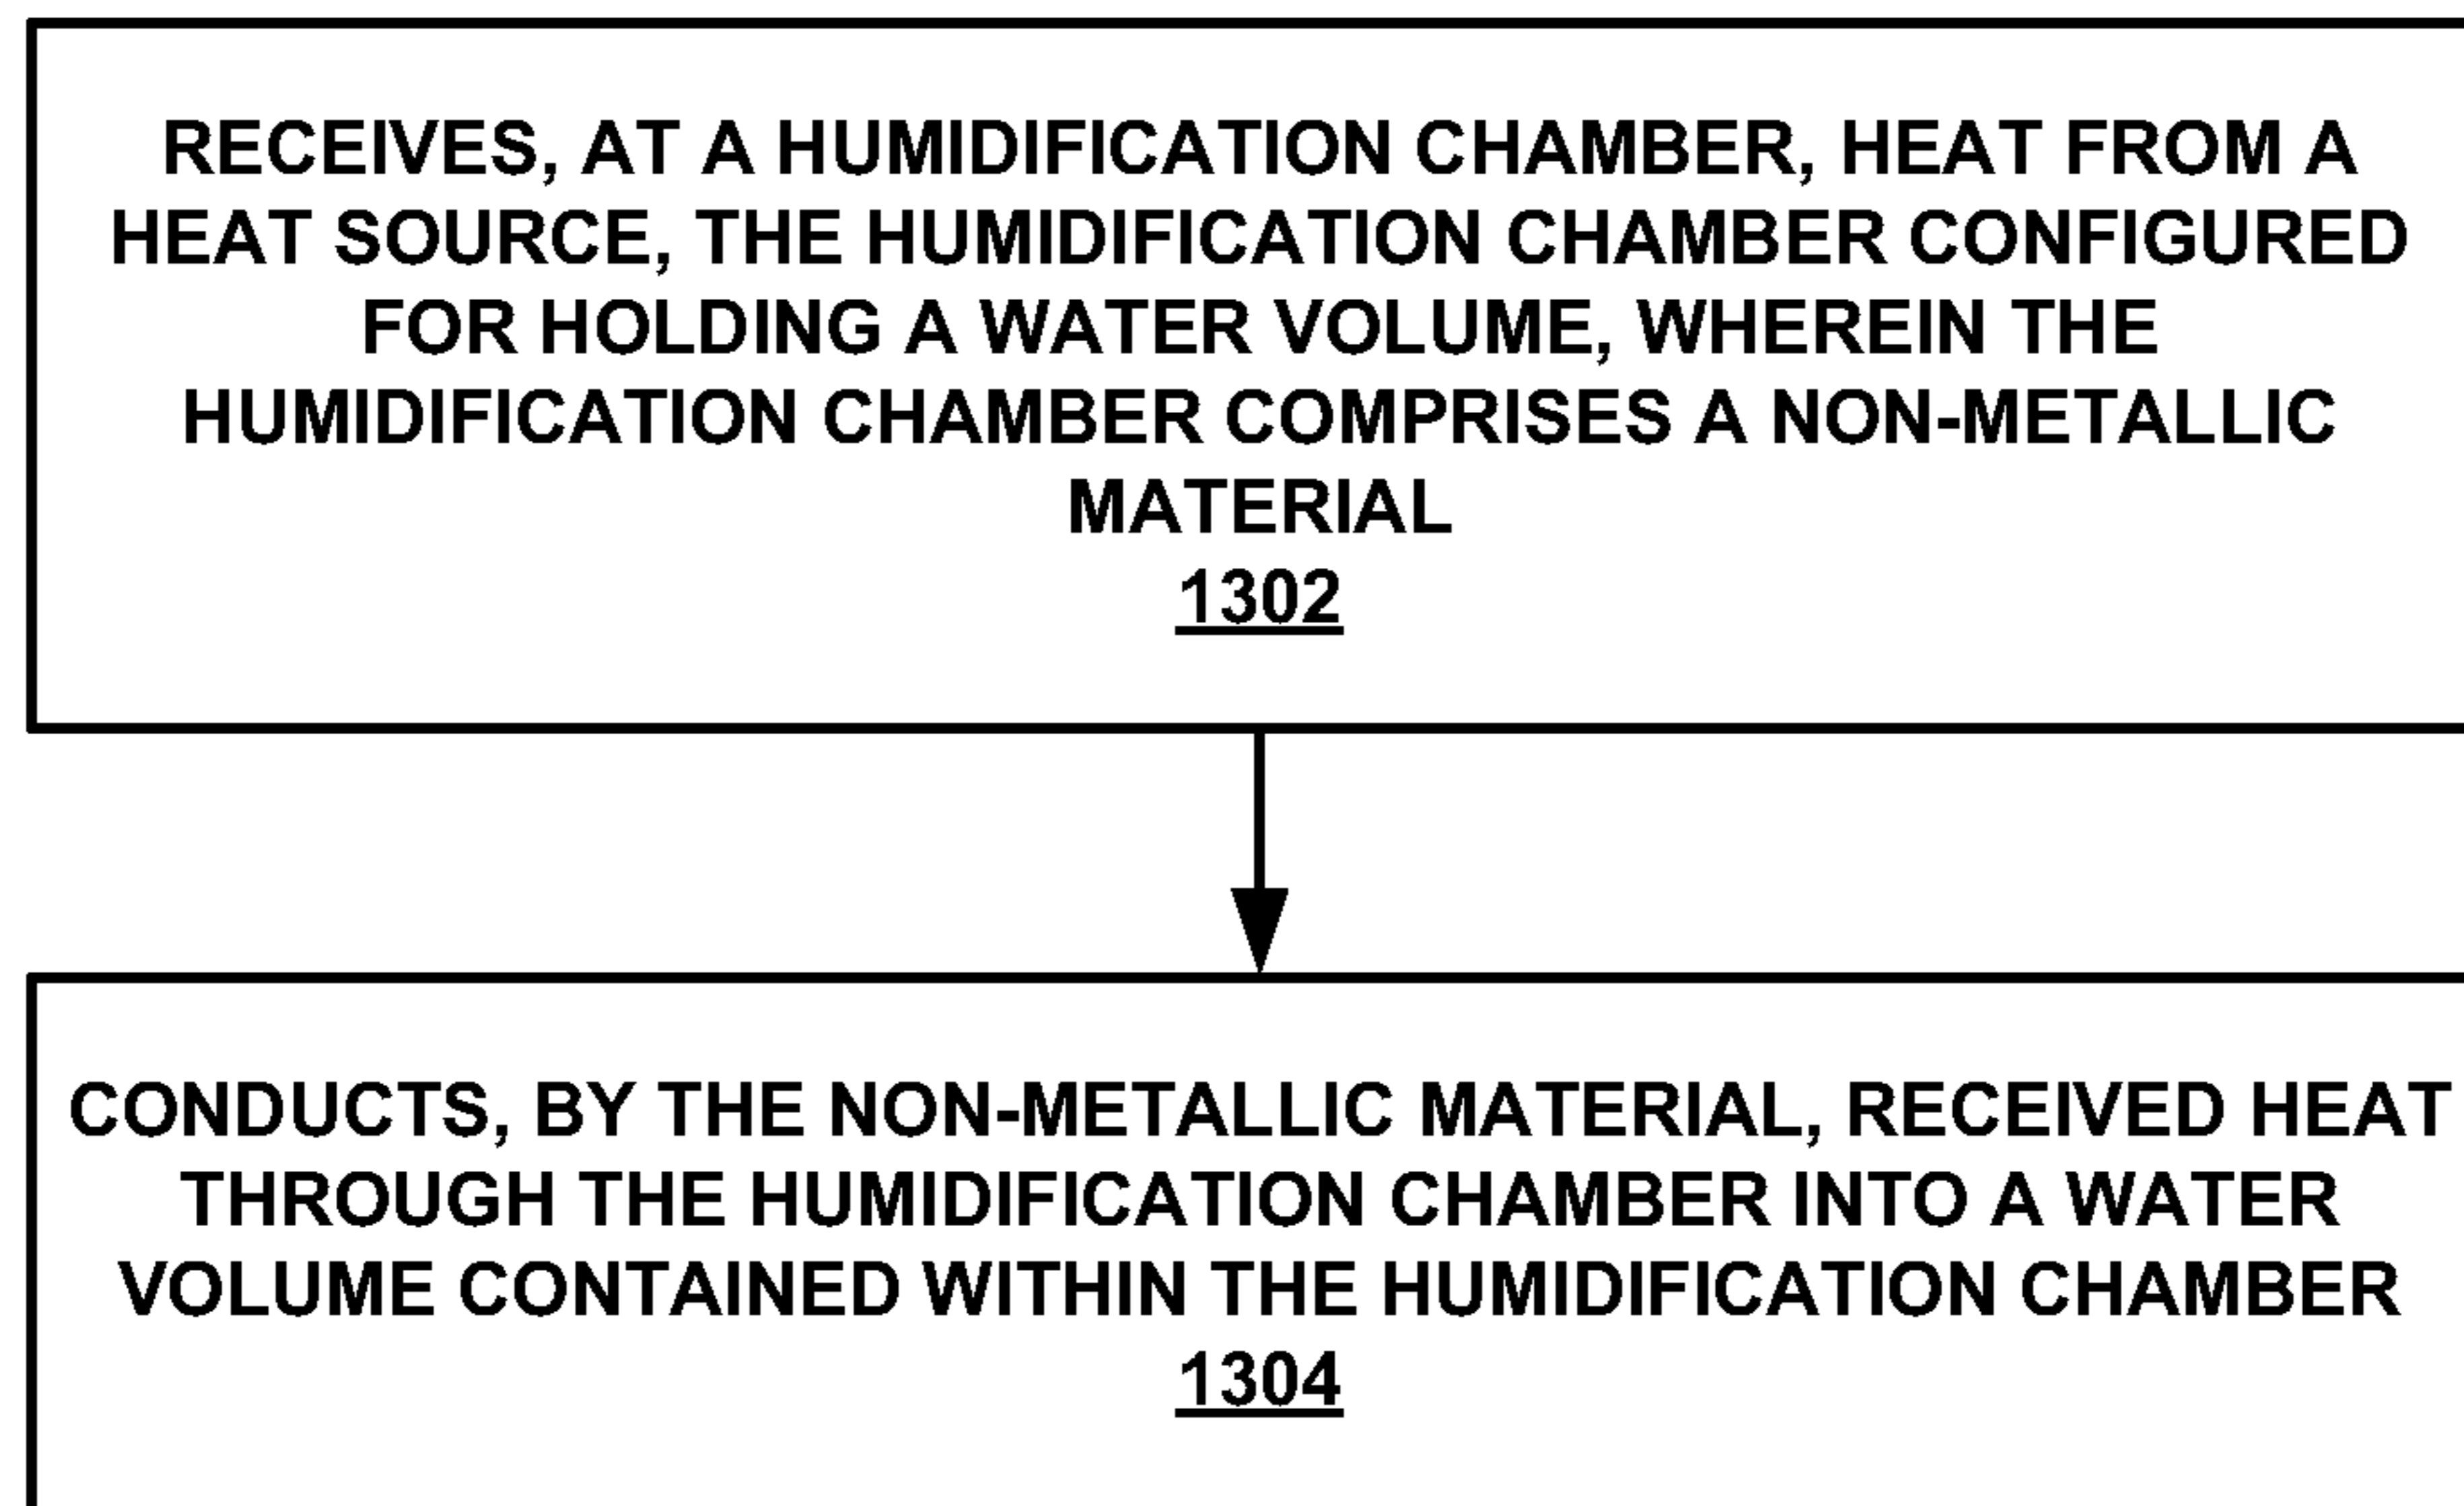 RECEIVES, AT A HUMIDIFICATION CHAMBER, HEAT FROM A
HEAT SOURCE, THE HUMIDIFICATION CHAMBER CONFIGURED
FOR HOLDING A WATER VOLUME, WHEREIN THE
HUMIDIFICATION CHAMBER COMPRISES A NON-METALLIC
MATERIAL
1302
CONDUCTS, BY THE NON-METALLIC MATERIAL, RECEIVED HEAT
THROUGH THE HUMIDIFICATION CHAMBER INTO A WATER
VOLUME CONTAINED WITHIN THE HUMIDIFICATION CHAMBER
1304